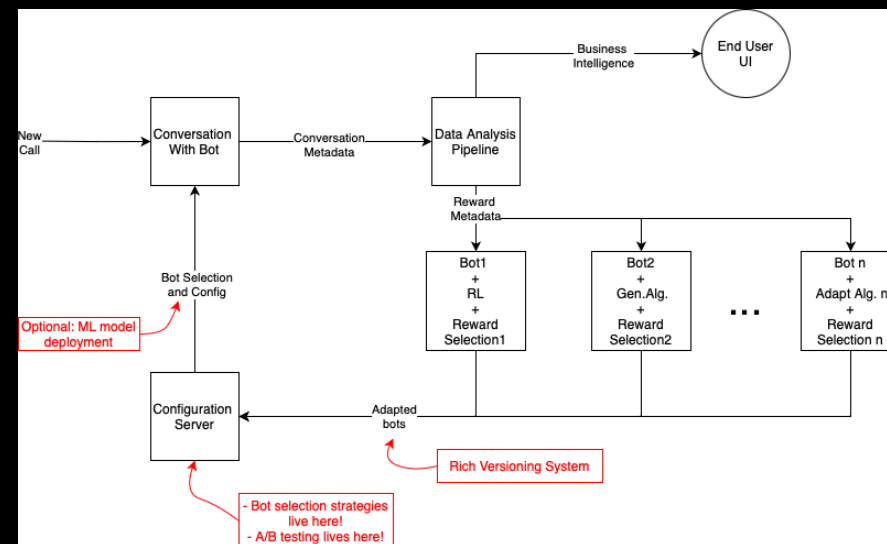 Business
Intelligence
End User
UI
New
Call
Conversation
With Bot
Conversation
Metadata
Data Analysis
Pipeline
Reward
Metadata
Bot1
+
RL
+
Reward
Selection1
Bot2
+
Gen.Alg.
+
Reward
Selection2
...
Bot n
+
Adapt Alg. n
+
Reward
Selection n
Bot Selection
and Config
Optional: ML model
deployment
Configuration
Server
Adapted
bots
Rich Versioning System
- Bot selection strategies
live here!
- A/B testing lives here!